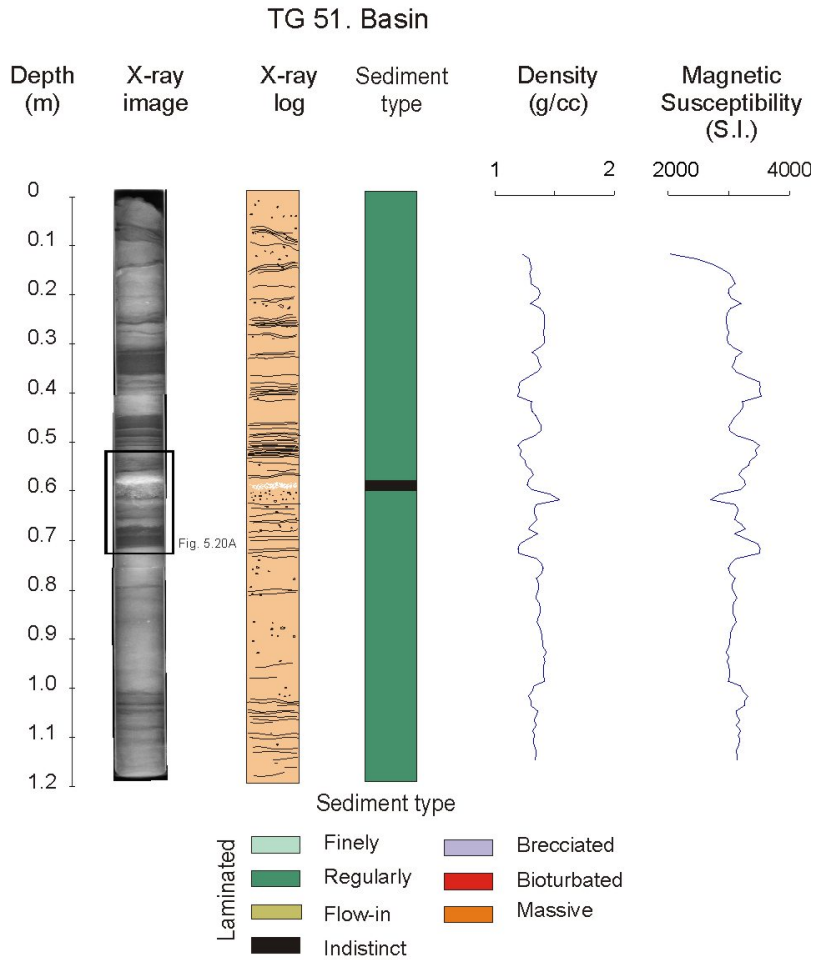 TG 51. Basin
Depth
(m)
X-ray
image
X-ray
log
Sediment
type
Density
(g/cc)
Magnetic
Susceptibility
(S.I.)
1 2
2000 4000
0
0.1
0.2
0.3
0.4
0.5
0.6
0.7
0.8
0.9
1.0
1.1
1.2
Fig. 5.20A
Sediment type
Laminated
Finely
Regularly
Flow-in
Indistinct
Brecciated
Bioturbated
Massive